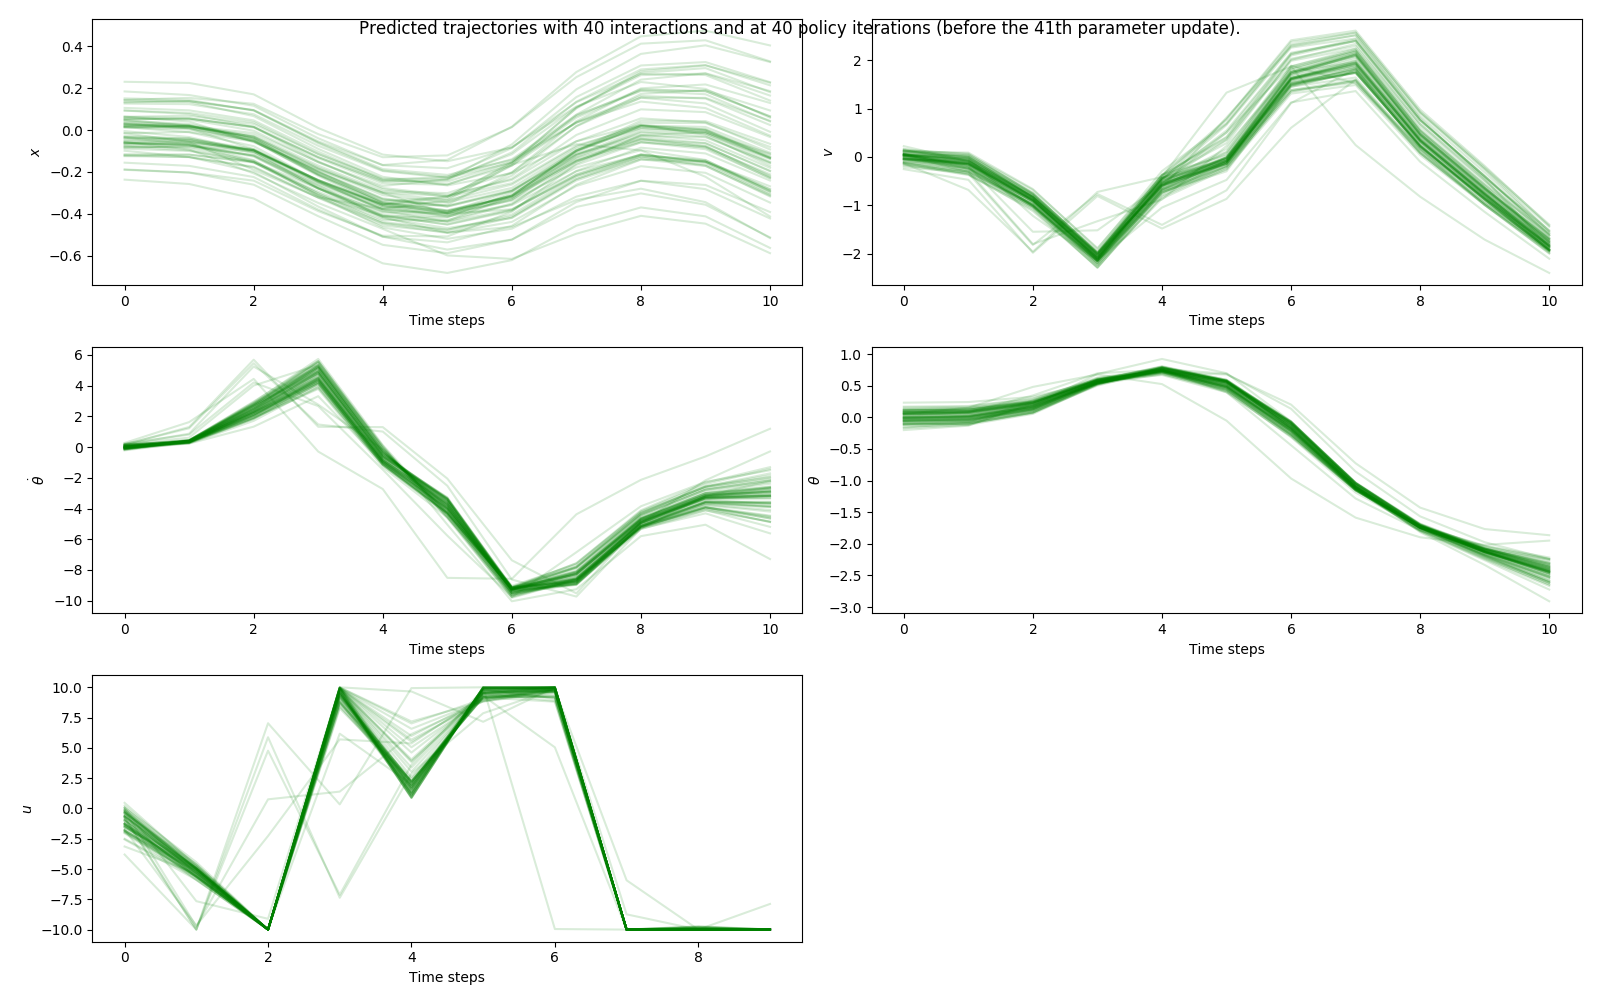 Predicted trajectories with 40 interactions and at 40 policy iterations (before the 41th parameter update).
0.4
0.2
0.0
−0.2
−0.4
−0.6
x
0 2 4 6 8 10
Time steps
2
1
0
−1
−2
v
0 2 4 6 8 10
Time steps
6
4
2
0
−2
−4
−6
−8
−10
θ̇
0 2 4 6 8 10
Time steps
1.0
0.5
0.0
−0.5
−1.0
−1.5
−2.0
−2.5
−3.0
θ
0 2 4 6 8 10
Time steps
10.0
7.5
5.0
2.5
0.0
−2.5
−5.0
−7.5
−10.0
u
0 2 4 6 8
Time steps